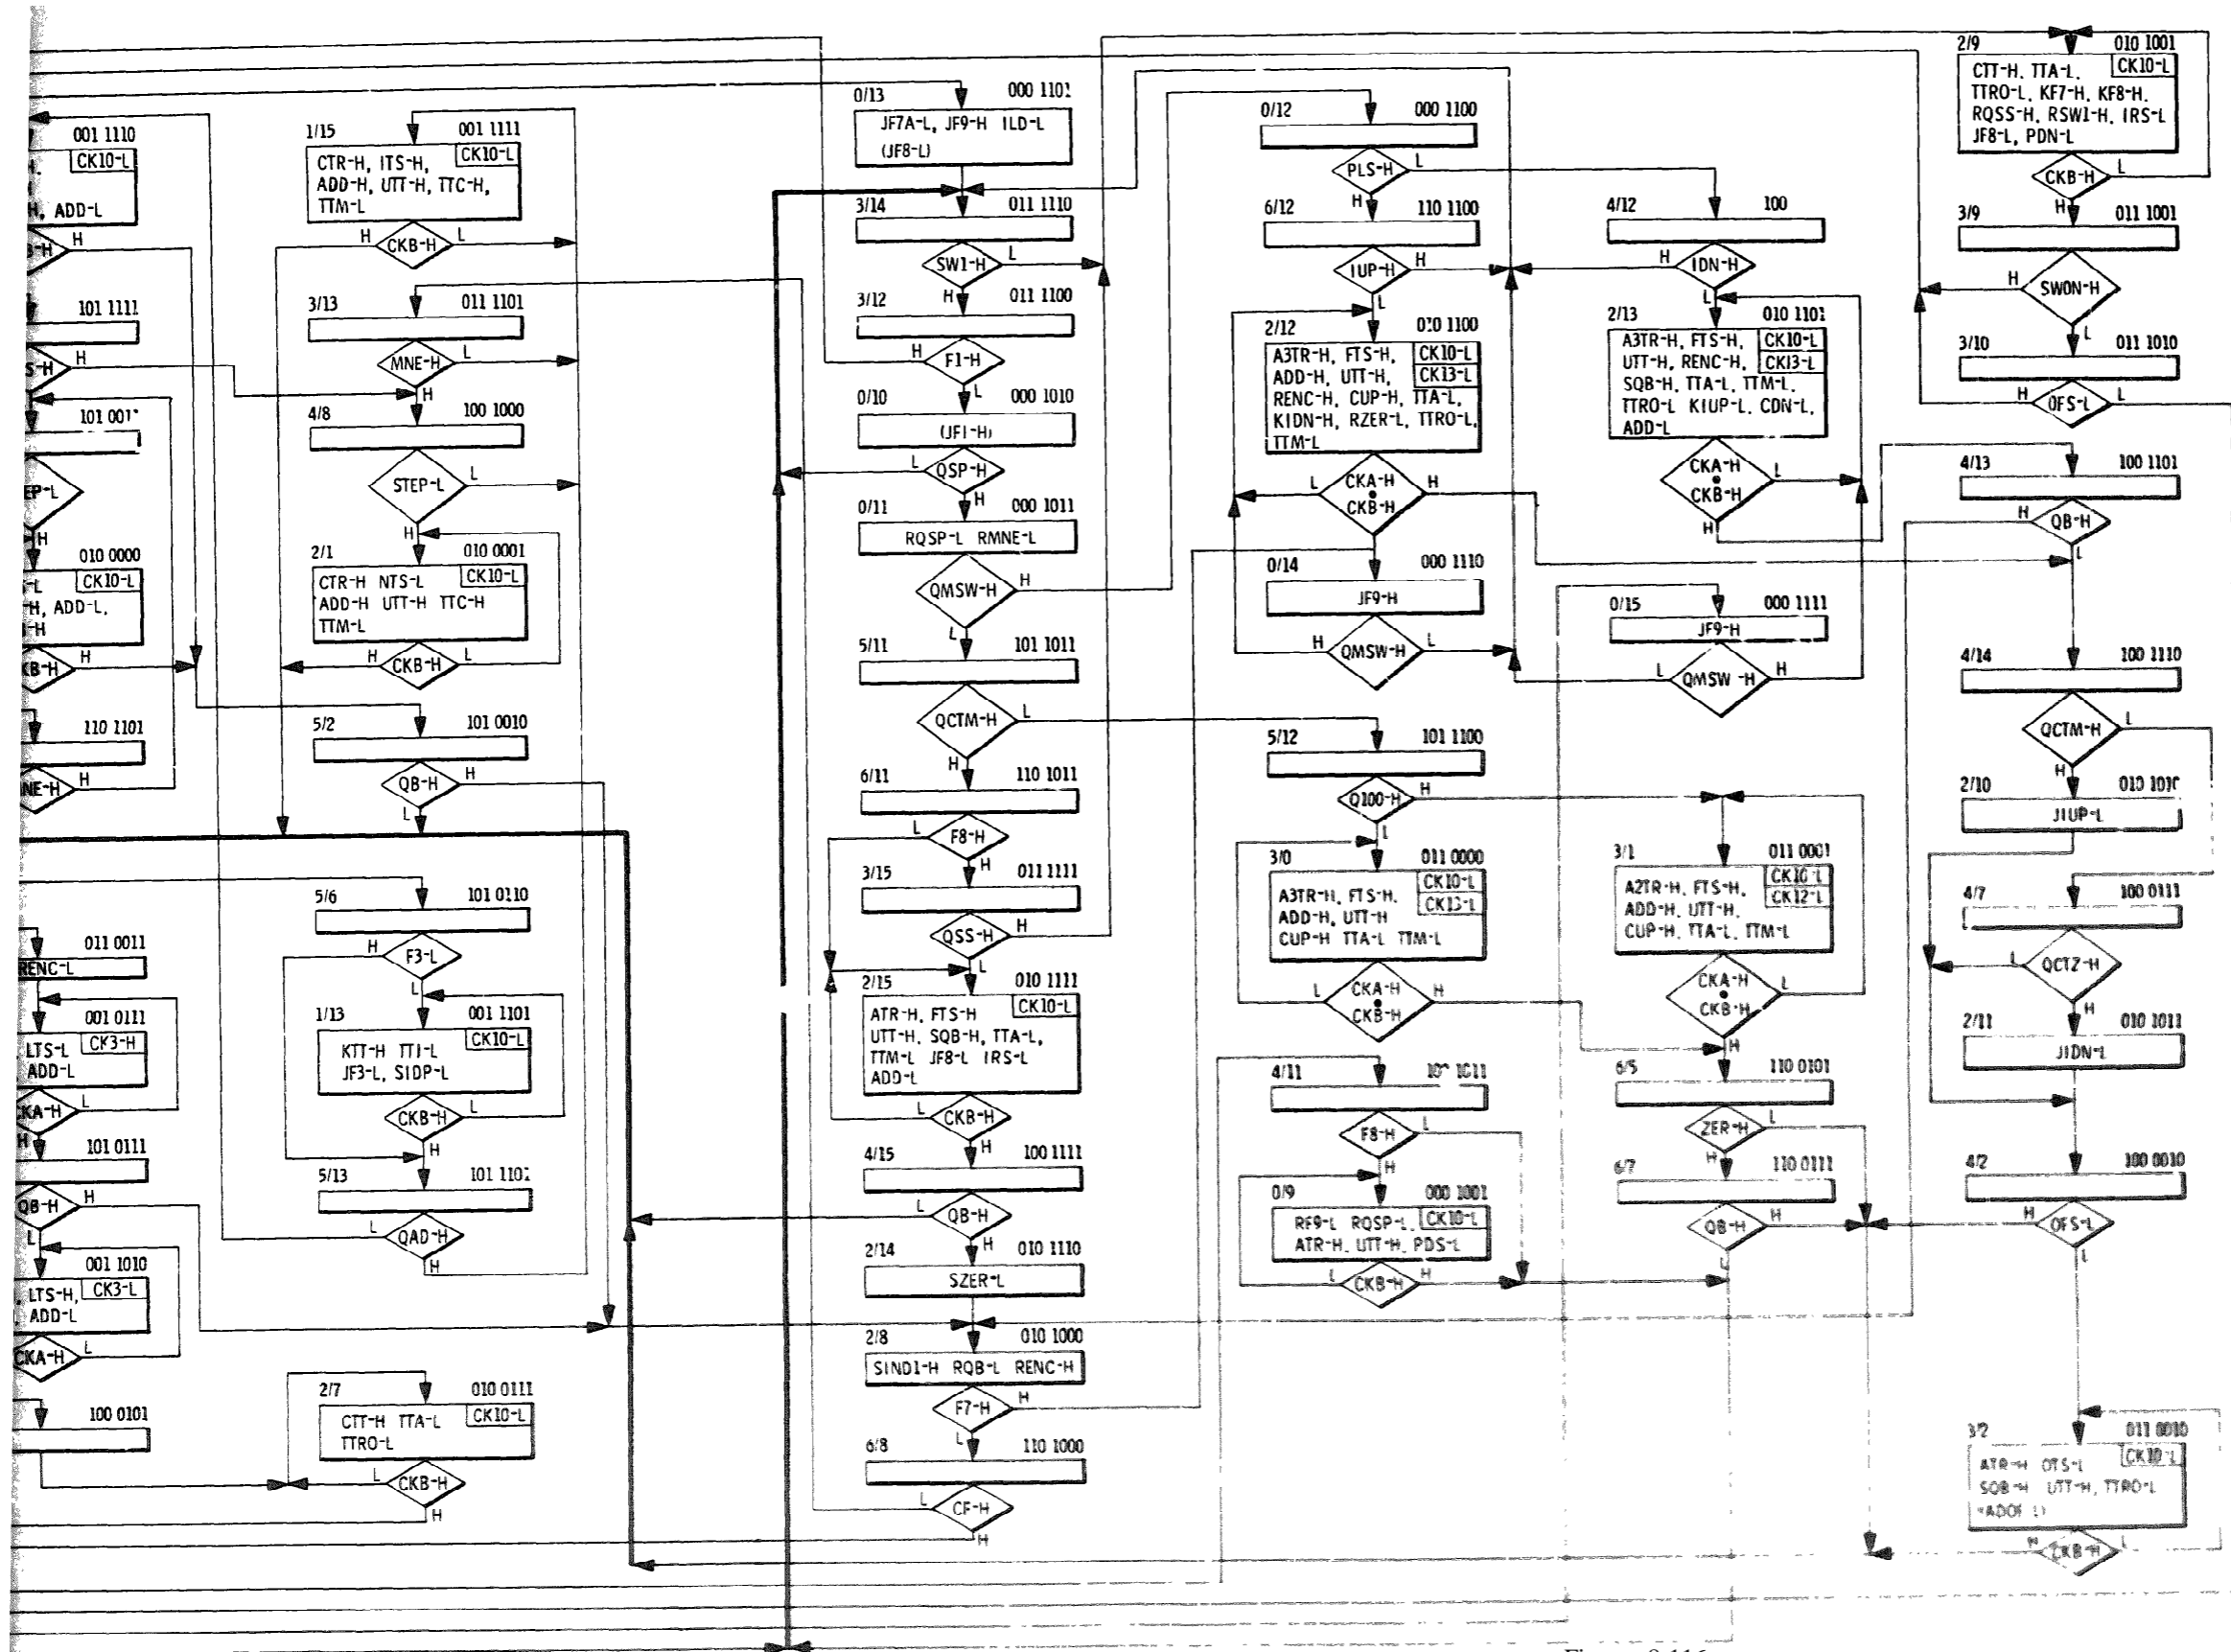 001 1110
CK10-L
H, ADD-L
H
101 1111
H
H
010 0000
CK10-L
H, ADD-L,
H
KB-H
H
110 1101
NE-H
H
011 0011
RENC-L
001 0111
LTS-L
CK3-H
ADD-L
CKA-H
L
H
101 0111
QB-H
H
L
001 1010
LTS-H,
CK3-L
ADD-L
CKA-H
L
100 0101
1/15
001 1111
CTR-H, ITS-H,
CK10-L
ADD-H, UTT-H, TTC-H,
TTM-L
H
CKB-H
L
3/13
011 1101
MNE-H
L
H
4/8
100 1000
STEP-L
L
H
2/1
010 0001
CTR-H NTS-L
CK10-L
ADD-H UTT-H TTC-H
TTM-L
H
CKB-H
L
5/2
101 0010
QB-H
H
L
5/6
101 0110
H
F3-L
L
1/13
001 1101
KTT-H TTI-L
CK10-L
JF3-L, SIDP-L
CKB-H
L
H
5/13
101 1101
L
QAD-H
H
2/7
010 0111
CTT-H TTA-L
CK10-L
TTRO-L
L
CKB-H
H
0/13
000 1101
JF7A-L, JF9-H ILD-L
(JF8-L)
3/14
011 1110
SW1-H
L
H
3/12
011 1100
H
F1-H
L
0/10
000 1010
(JF1-H)
L
QSP-H
H
0/11
000 1011
RQSP-L RMNE-L
QMSW-H
H
L
5/11
101 1011
QCTM-H
L
H
6/11
110 1011
L
F8-H
H
3/15
011 1111
QSS-H
H
L
2/15
010 1111
ATR-H, FTS-H
CK10-L
UTT-H, SQB-H, TTA-L,
TTM-L JF8-L IRS-L
ADD-L
CKB-H
L
H
4/15
100 1111
L
QB-H
H
2/14
010 1110
SZER-L
2/8
010 1000
SIND1-H RQB-L RENC-H
F7-H
H
L
6/8
110 1000
L
CF-H
H
0/12
000 1100
PLS-H
L
H
6/12
110 1100
IUP-H
H
L
2/12
010 1100
A3TR-H, FTS-H,
CK10-L
ADD-H, UTT-H,
CK13-L
RENC-H, CUP-H, TTA-L,
KIDN-H, RZER-L, TTRO-L,
TTM-L
L
CKA-H
•
CKB-H
H
0/14
000 1110
JF9-H
H
QMSW-H
L
5/12
101 1100
Q100-H
H
L
3/0
011 0000
A3TR-H, FTS-H,
CK10-L
CK13-L
ADD-H, UTT-H
CUP-H TTA-L TTM-L
L
CKA-H
•
CKB-H
H
4/11
F8-H
L
H
0/9
000 1001
RF9-L RQSP-L,
CK10-L
ATR-H, UTT-H, PDS-L
L
CKB-H
H
4/12
100
H
IDN-H
L
2/13
010 1101
A3TR-H, FTS-H,
CK10-L
UTT-H, RENC-H,
CK13-L
SQB-H, TTA-L, TTM-L,
TTRO-L KIUP-L, CDN-L,
ADD-L
CKA-H
•
CKB-H
L
H
0/15
000 1111
JF9-H
L
QMSW-H
H
3/1
011 0001
A2TR-H, FTS-H,
CK10-L
CK12-L
ADD-H, UTT-H,
CUP-H, TTA-L, TTM-L
CKA-H
•
CKB-H
L
H
6/5
110 0101
ZER-H
L
H
6/7
110 0111
QB-H
H
L
2/9
010 1001
CTT-H, TTA-L,
CK10-L
TTRO-L, KF7-H, KF8-H,
RQSS-H, RSW1-H, IRS-L
JF8-L, PDN-L
CKB-H
L
H
3/9
011 1001
H
SWON-H
L
3/10
011 1010
H
OFS-L
L
4/13
100 1101
H
QB-H
L
4/14
100 1110
QCTM-H
L
H
2/10
010 1010
JIUP-L
4/7
100 0111
L
QCTZ-H
H
2/11
010 1011
JIDN-L
4/2
100 0010
H
OFS-L
L
3/2
011 0010
ATR-H OTS-L
CK10-L
SQB-H UTT-H, TTRO-L
H
CKB-H
L